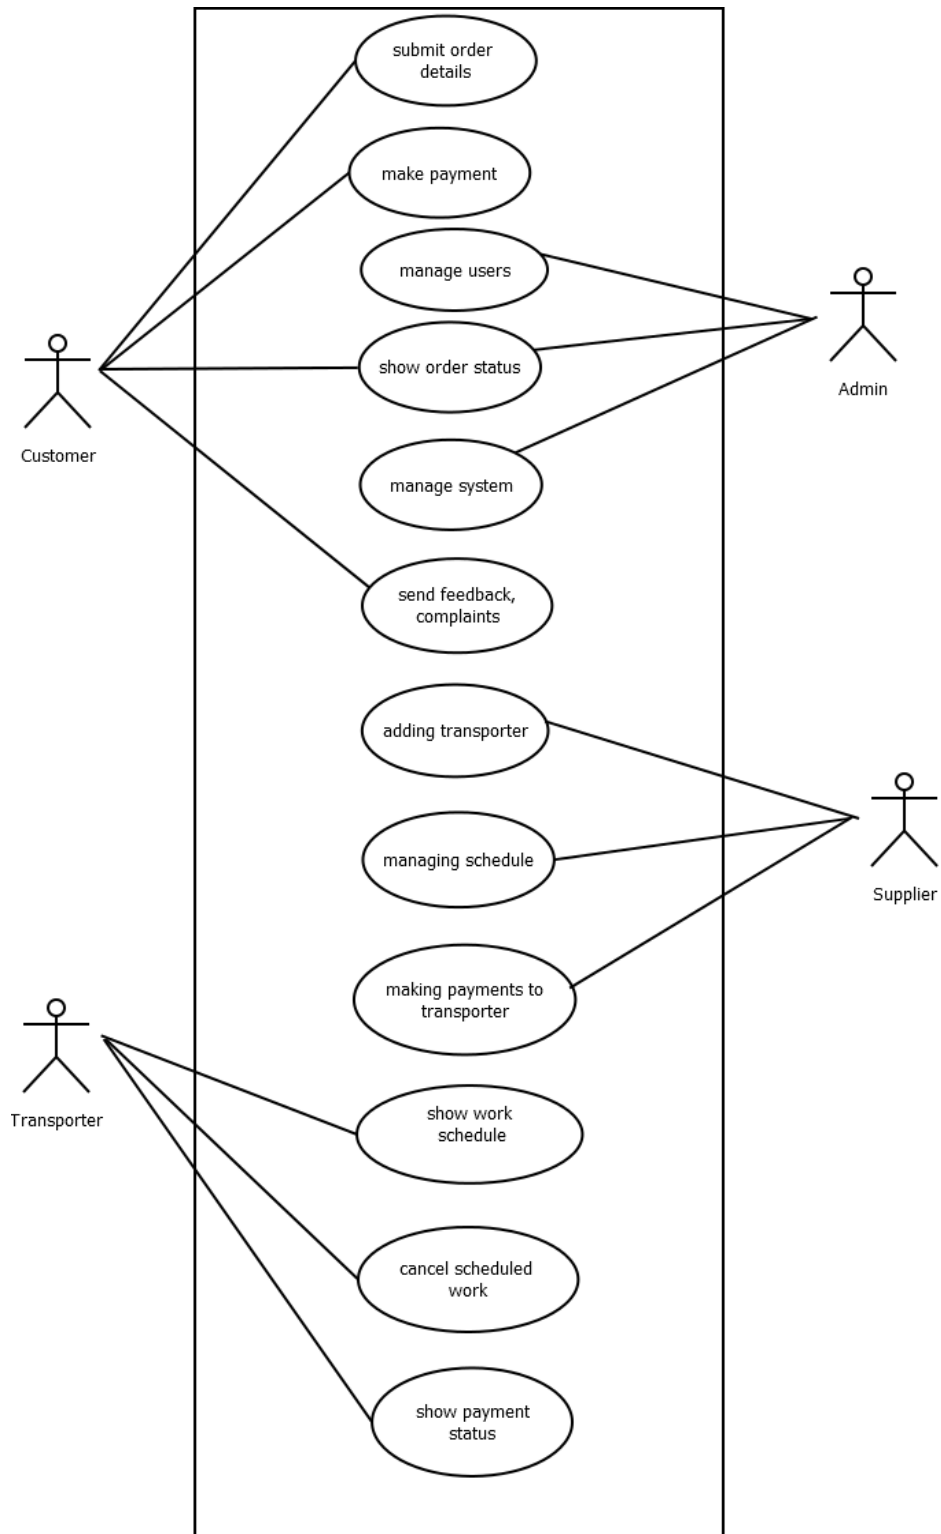 submit order
details
make payment
manage users
show order status
Admin
Customer
manage system
send feedback,
complaints
adding transporter
managing schedule
Supplier
making payments to
transporter
Transporter
show work
schedule
cancel scheduled
work
show payment
status